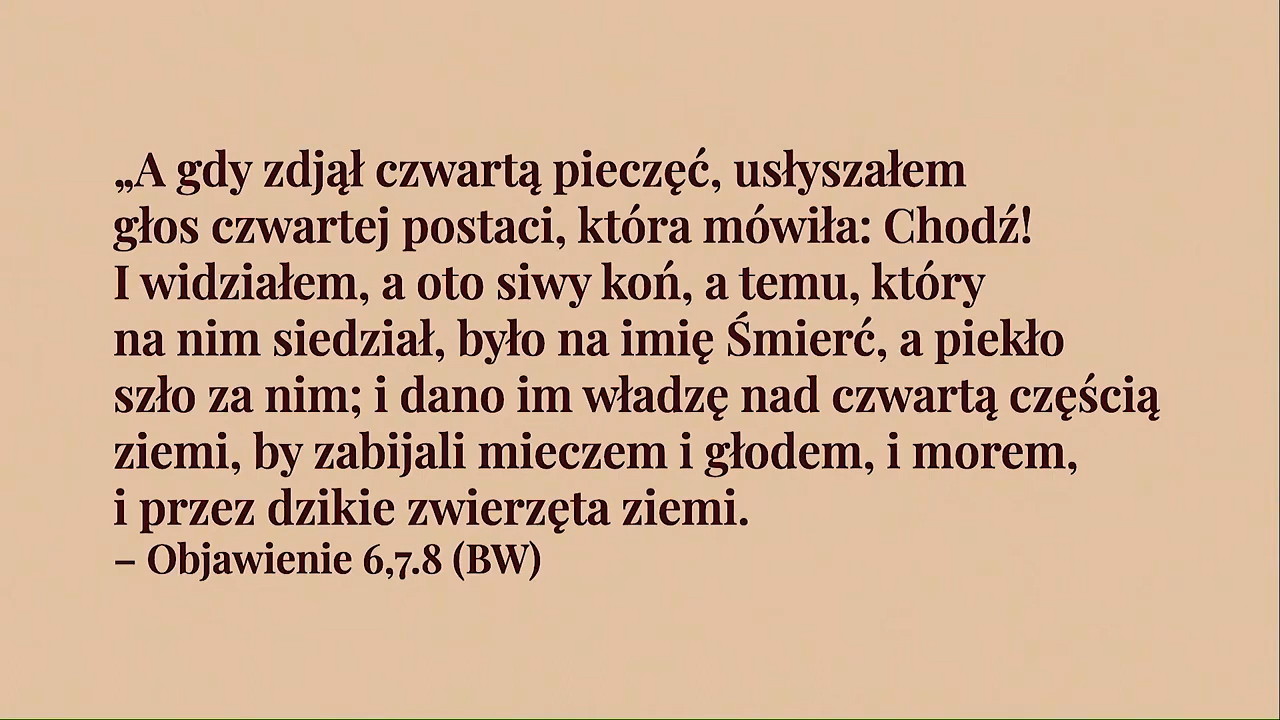 „A gdy zdjął czwartą pieczęć, usłyszałem
głos czwartej postaci, która mówiła: Chodź!
I widziałem, a oto siwy koń, a temu, który
na nim siedział, było na imię Śmierć, a piekło
szło za nim; i dano im władzę nad czwartą częścią
ziemi, by zabijali mieczem i głodem, i morem,
i przez dzikie zwierzęta ziemi.
– Objawienie 6,7.8 (BW)